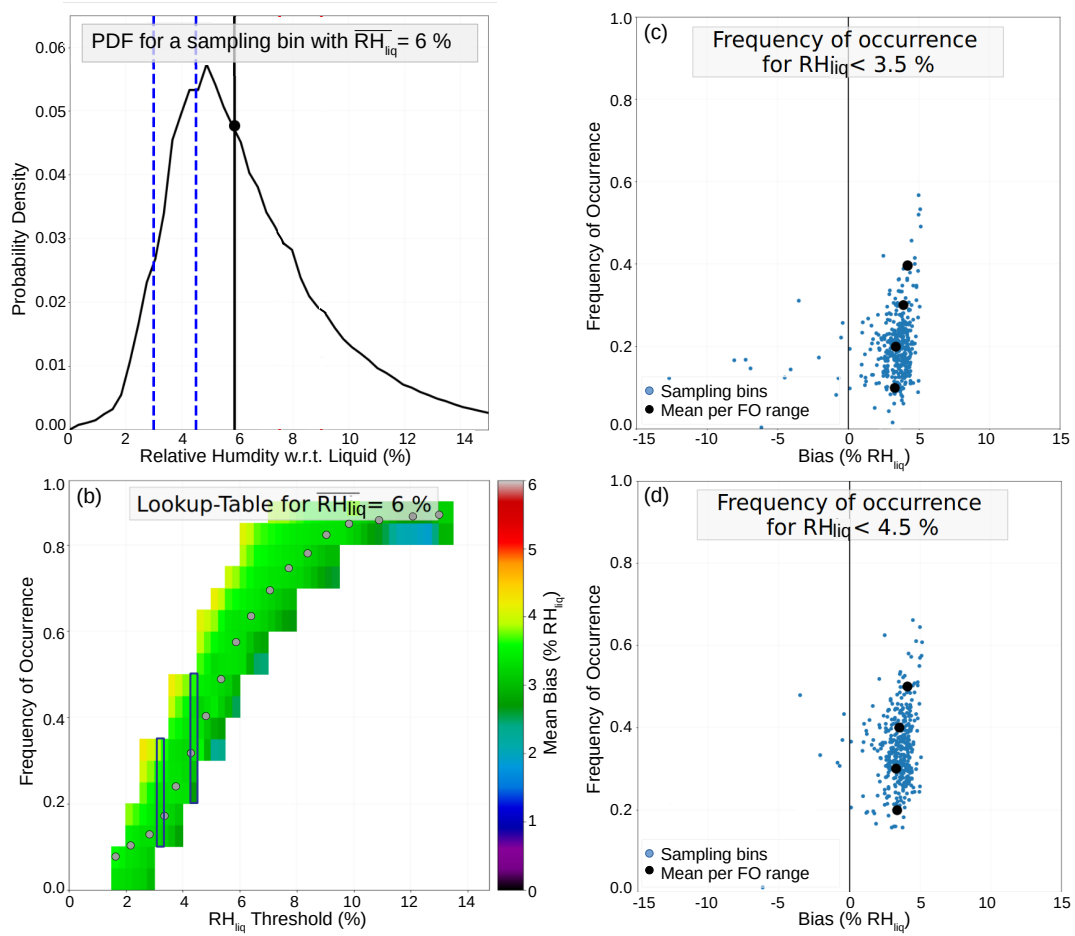 PDF for a sampling bin with RH liq = 6 %
0.06
0.05
0.04
0.03
0.02
0.01
0.00
Probability Density
0 2 4 6 8 10 12 14
Relative Humdity w.r.t. Liquid (%)
(c)
Frequency of occurrence
for RHliq< 3.5 %
1.0
0.8
0.6
0.4
0.2
0.0
Frequency of Occurrence
Sampling bins
Mean per FO range
-15 -10 -5 0 5 10 15
Bias (% RHliq)
(b)
Lookup-Table for RHliq= 6 %
1.0
0.8
0.6
0.4
0.2
0.0
Frequency of Occurrence
0 2 4 6 8 10 12 14
RHliq Threshold (%)
6
5
4
3
2
1
0
Mean Bias (% RHliq)
(d)
Frequency of occurrence
for RHliq< 4.5 %
1.0
0.8
0.6
0.4
0.2
0.0
Frequency of Occurrence
Sampling bins
Mean per FO range
-15 -10 -5 0 5 10 15
Bias (% RHliq)